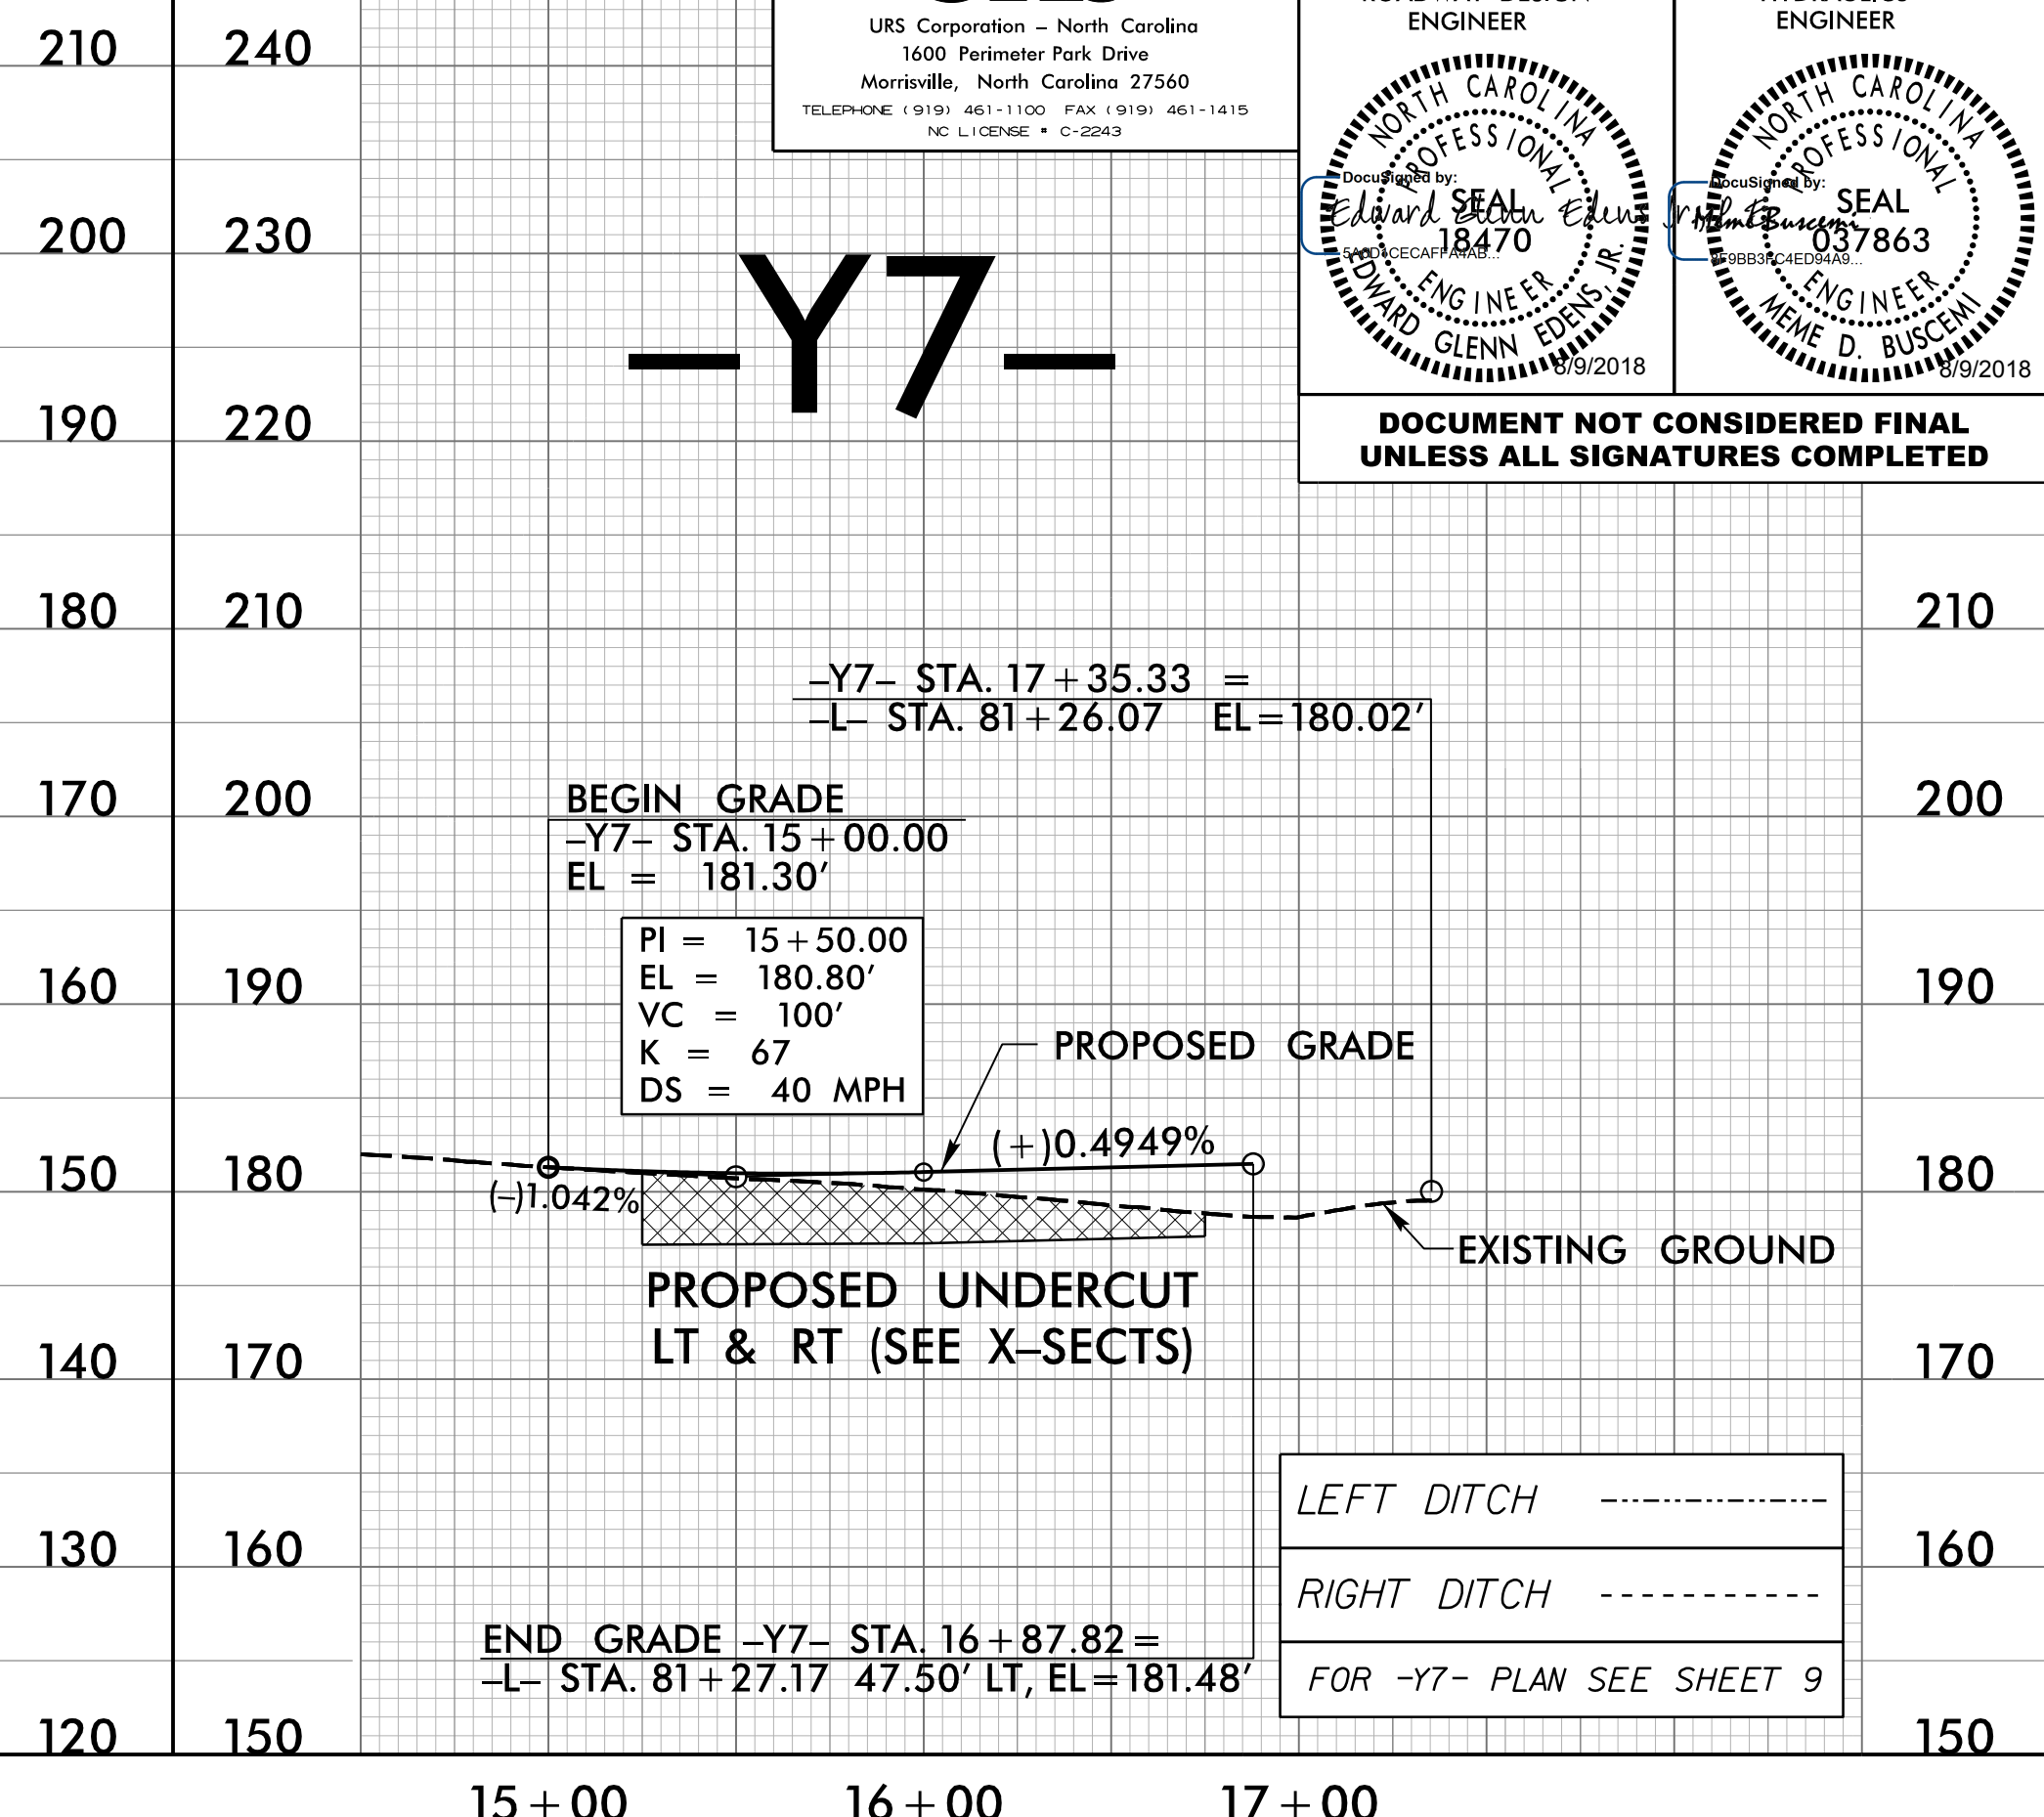 URS Corporation – North Carolina
1600 Perimeter Park Drive
Morrisville, North Carolina 27560
TELEPHONE (919) 461-1100 FAX (919) 461-1415
NC LICENSE # C-2243
ENGINEER
NORTH CAROLINA
PROFESSIONAL
DocuSigned by:
SEAL
Edward Glenn Edens Jr
18470
ENGINEER
EDWARD GLENN EDENS, JR.
8/9/2018
ENGINEER
NORTH CAROLINA
PROFESSIONAL
DocuSigned by:
SEAL
037863
8F9BB3FC4ED94A9...
ENGINEER
MEME D. BUSCEMI
8/9/2018
DOCUMENT NOT CONSIDERED FINAL
UNLESS ALL SIGNATURES COMPLETED
–Y7–
210 240
200 230
190 220
180 210 210
–Y7– STA. 17+35.33 =
–L– STA. 81+26.07 EL=180.02'
170 200 200
BEGIN GRADE
–Y7– STA. 15+00.00
EL = 181.30'
PI = 15+50.00
EL = 180.80'
VC = 100'
K = 67
DS = 40 MPH
160 190 190
PROPOSED GRADE
(+)0.4949%
150 180 180
(–)1.042%
EXISTING GROUND
PROPOSED UNDERCUT
LT & RT (SEE X–SECTS)
140 170 170
LEFT DITCH
130 160 160
RIGHT DITCH
END GRADE –Y7– STA. 16+87.82=
–L– STA. 81+27.17 47.50' LT, EL=181.48'
FOR -Y7- PLAN SEE SHEET 9
120 150 150
15+00 16+00 17+00